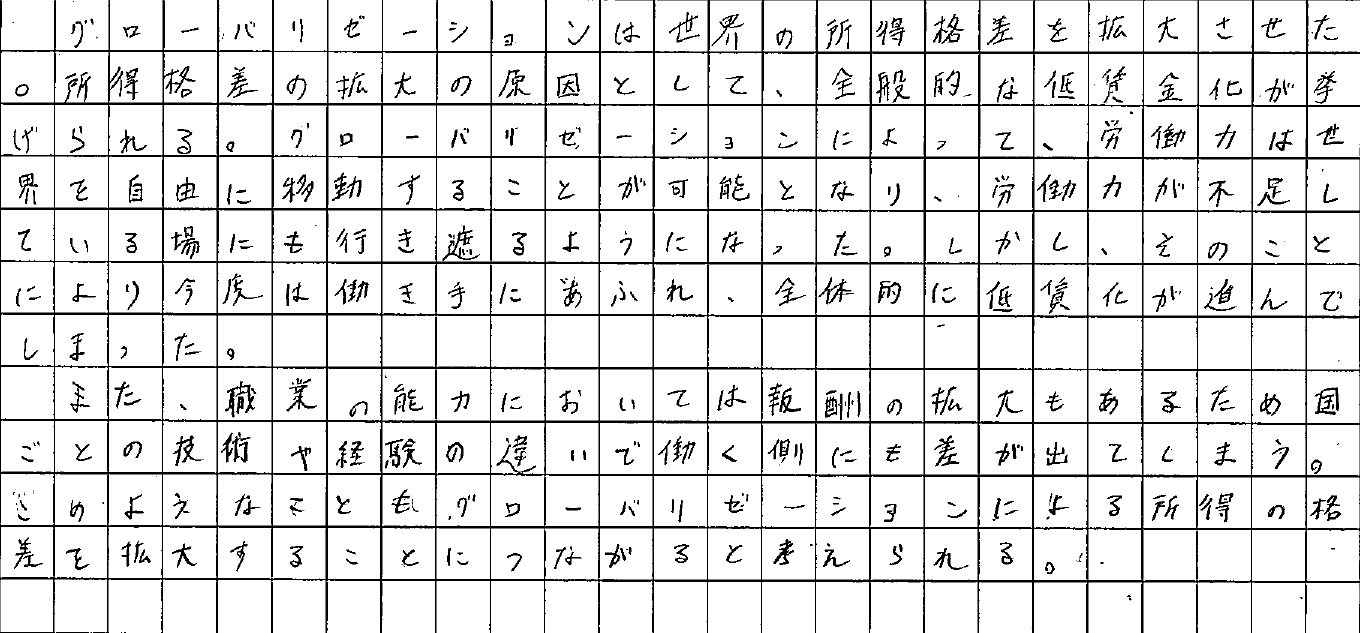 グローバリゼーションは世界の所得格差を拡大させた
。所得格差の拡大の原因として、全般的な低賃金化が挙
げられる。グローバリゼーションによって、労働力は世
界を自由に移動することが可能となり、労働力が不足し
ている場にも行き遮るようになった。しかし、そのこと
により今度は働き手にあふれ、全体的に低賃化が進んで
しまった。
また、職業の能力においては報酬の拡大もあるため国
ごとの技術や経験の違いで働く側にも差が出てしまう。
このようなこともグローバリゼーションによる所得の格
差を拡大することにつながると考えられる。